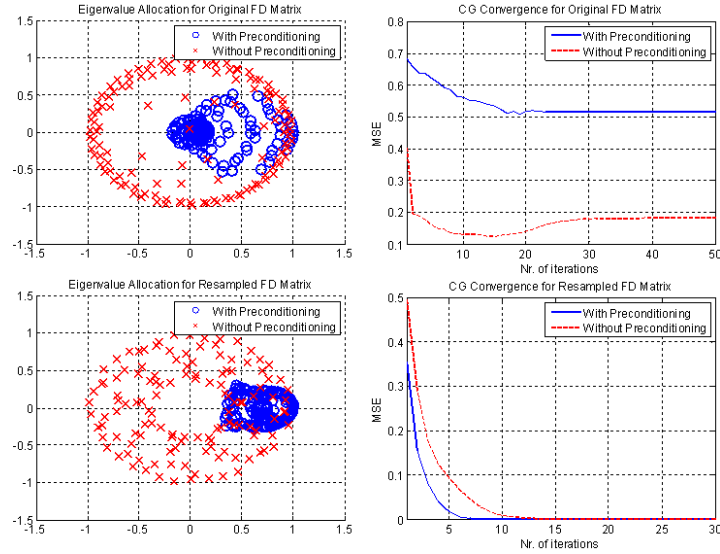 Eigenvalue Allocation for Original FD Matrix
With Preconditioning
Without Preconditioning
1.5
1
0.5
0
-0.5
-1
-1.5
-1.5 -1 -0.5 0 0.5 1 1.5
CG Convergence for Original FD Matrix
With Preconditioning
Without Preconditioning
MSE
0.8
0.7
0.6
0.5
0.4
0.3
0.2
0.1
10 20 30 40 50
Nr. of iterations
Eigenvalue Allocation for Resampled FD Matrix
With Preconditioning
Without Preconditioning
1.5
1
0.5
0
-0.5
-1
-1.5
-1.5 -1 -0.5 0 0.5 1 1.5
CG Convergence for Resampled FD Matrix
With Preconditioning
Without Preconditioning
MSE
0.5
0.4
0.3
0.2
0.1
0
5 10 15 20 25 30
Nr. of iterations